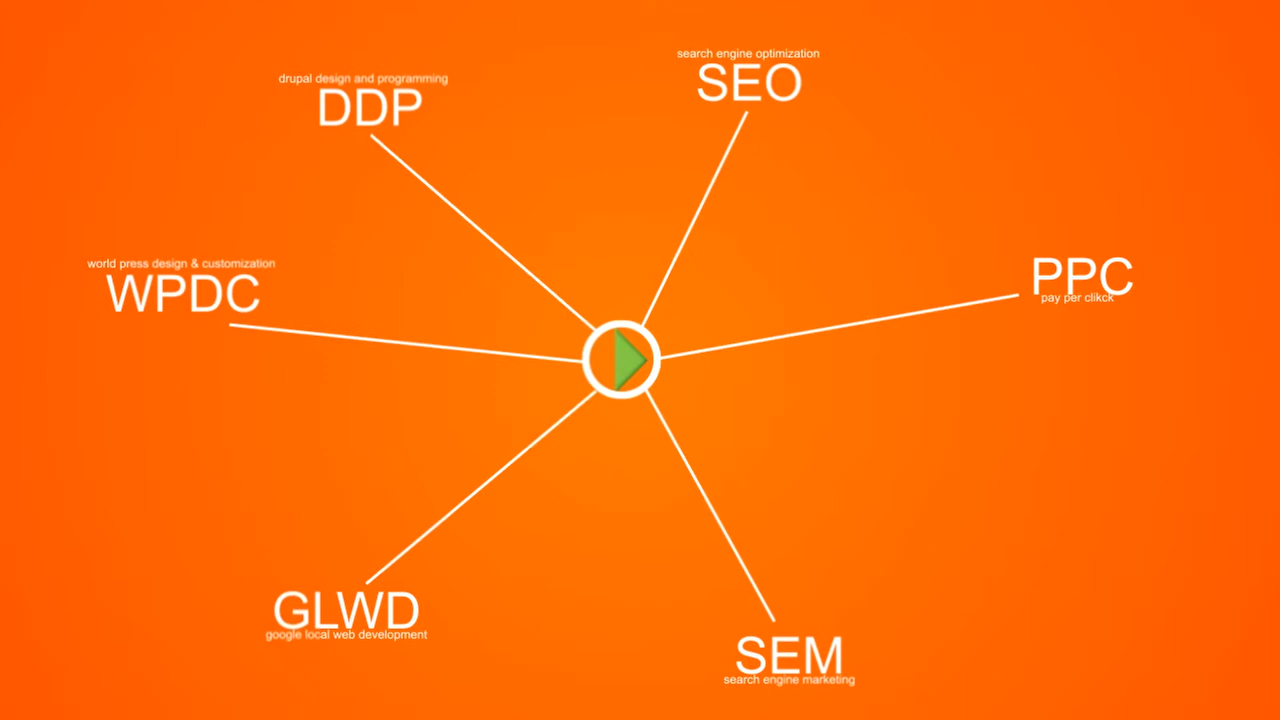 search engine optimization
SEO
drupal design and programming
DDP
world press design & customization
WPDC
PPC
pay per clikck
GLWD
google local web development
SEM
search engine marketing